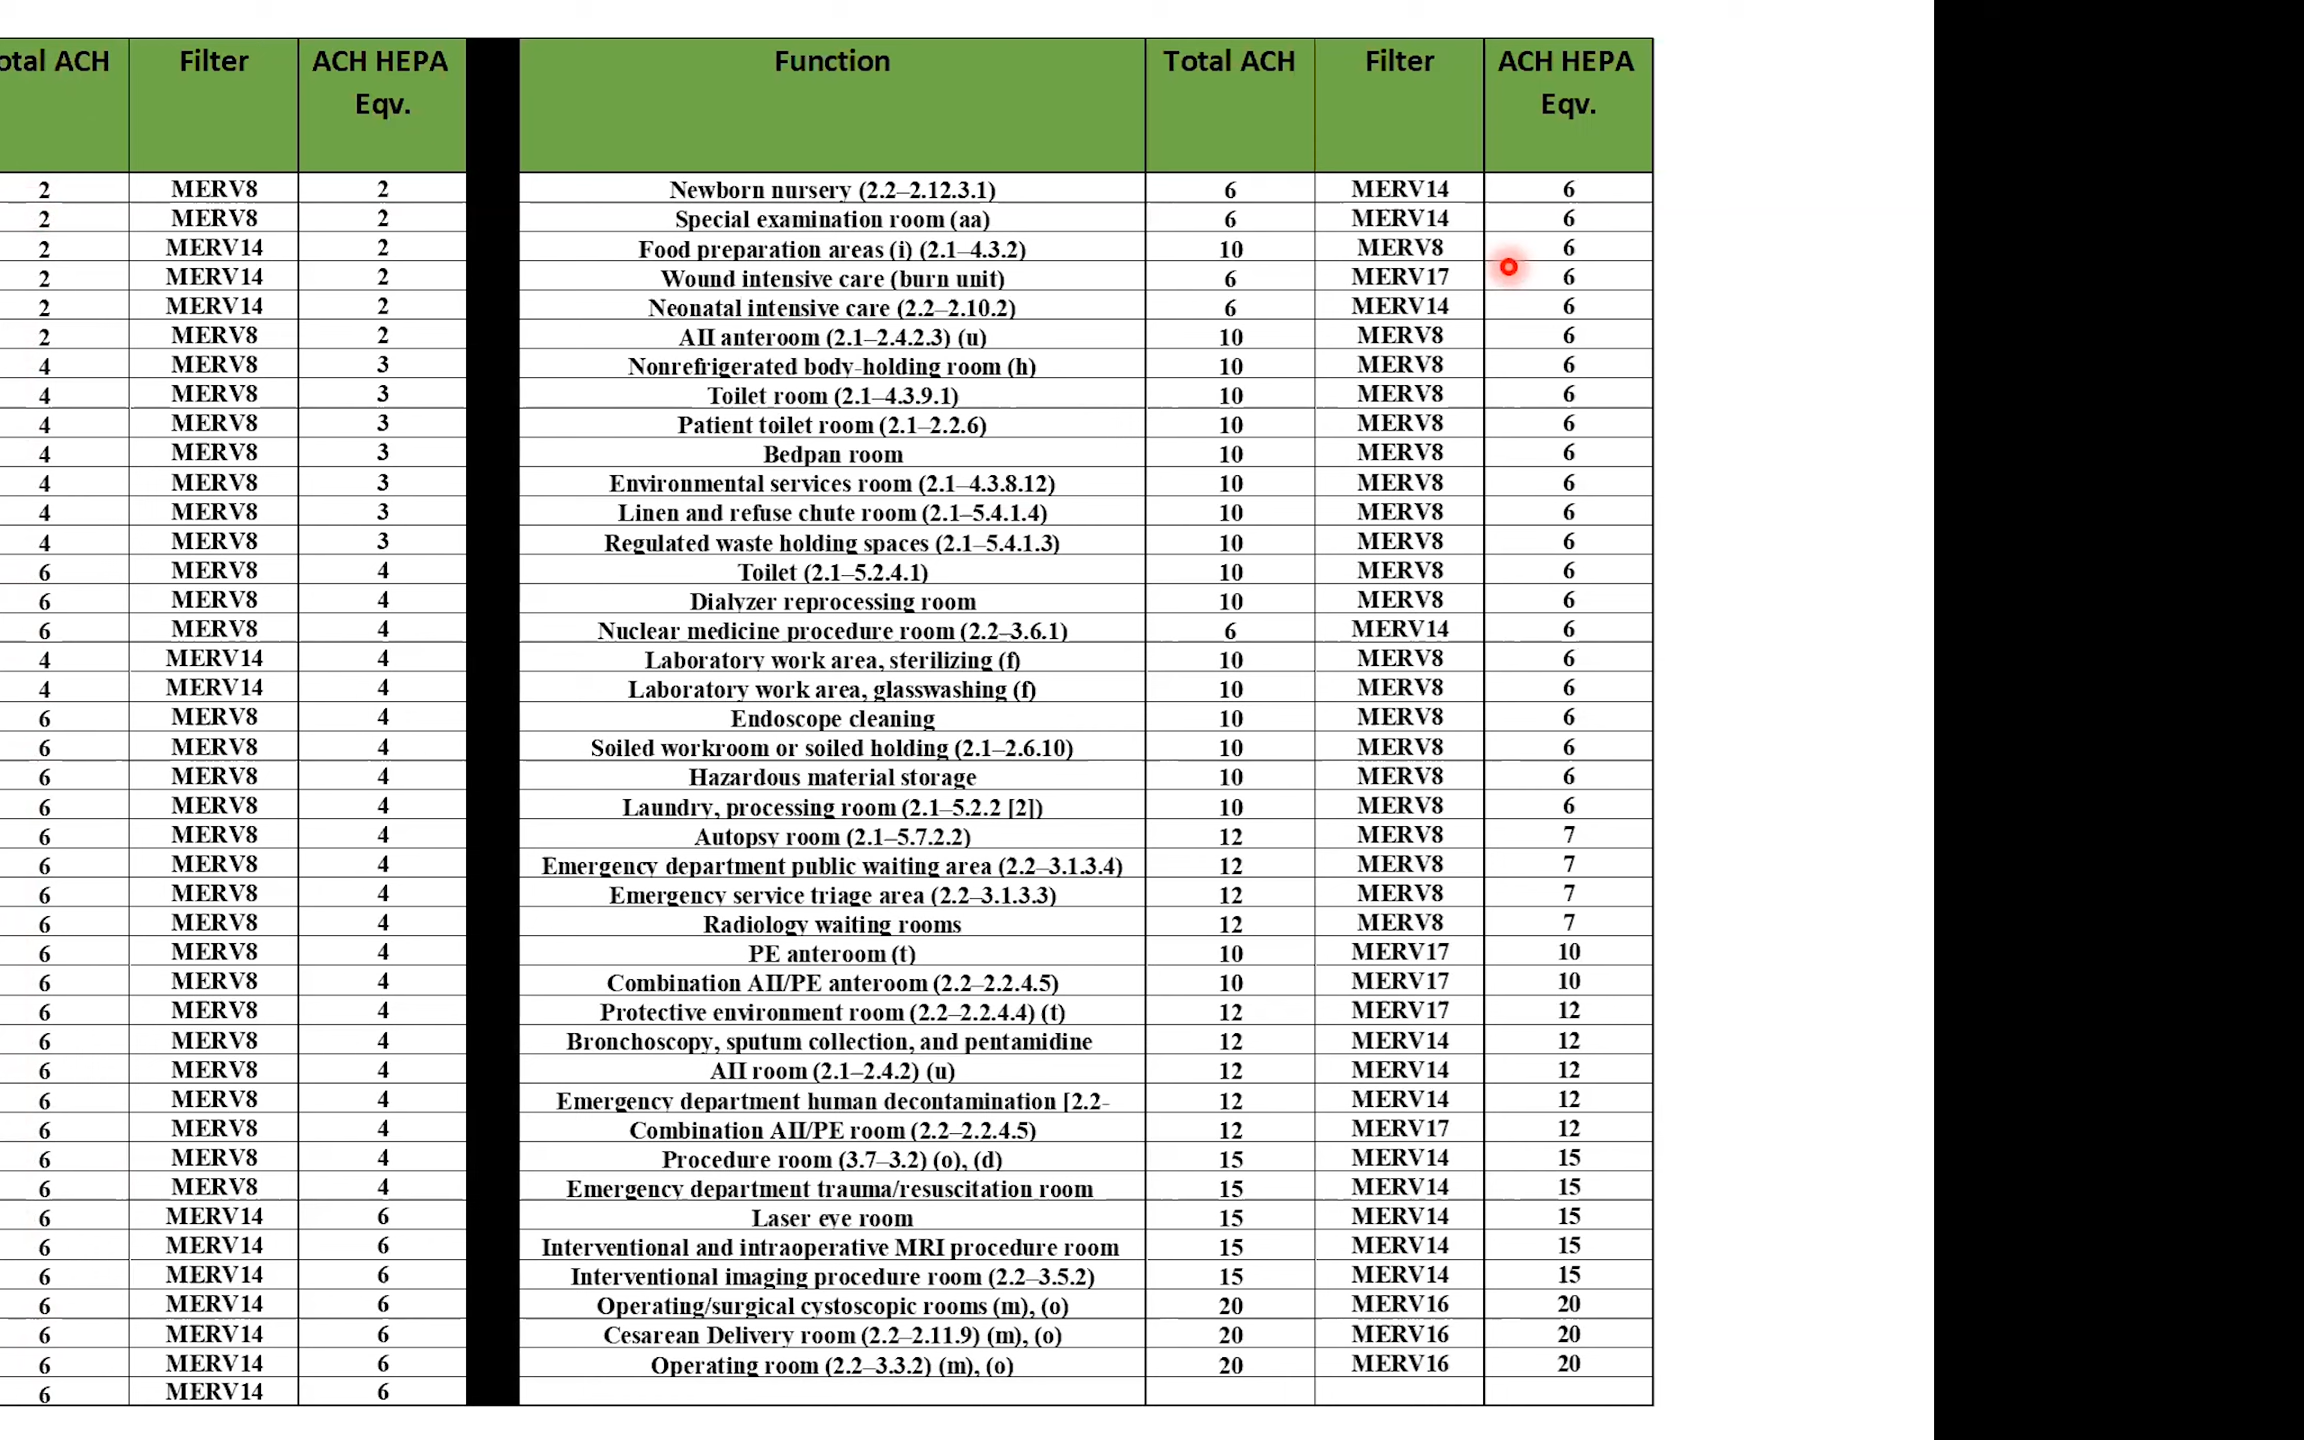 otal ACH Filter ACH HEPA Eqv. Function Total ACH Filter ACH HEPA Eqv.
2 MERV8 2 Newborn nursery (2.2–2.12.3.1) 6 MERV14 6
2 MERV8 2 Special examination room (aa) 6 MERV14 6
2 MERV14 2 Food preparation areas (i) (2.1–4.3.2) 10 MERV8 6
2 MERV14 2 Wound intensive care (burn unit) 6 MERV17 6
2 MERV14 2 Neonatal intensive care (2.2–2.10.2) 6 MERV14 6
2 MERV8 2 AII anteroom (2.1–2.4.2.3) (u) 10 MERV8 6
4 MERV8 3 Nonrefrigerated body-holding room (h) 10 MERV8 6
4 MERV8 3 Toilet room (2.1–4.3.9.1) 10 MERV8 6
4 MERV8 3 Patient toilet room (2.1–2.2.6) 10 MERV8 6
4 MERV8 3 Bedpan room 10 MERV8 6
4 MERV8 3 Environmental services room (2.1–4.3.8.12) 10 MERV8 6
4 MERV8 3 Linen and refuse chute room (2.1–5.4.1.4) 10 MERV8 6
4 MERV8 3 Regulated waste holding spaces (2.1–5.4.1.3) 10 MERV8 6
6 MERV8 4 Toilet (2.1–5.2.4.1) 10 MERV8 6
6 MERV8 4 Dialyzer reprocessing room 10 MERV8 6
6 MERV8 4 Nuclear medicine procedure room (2.2–3.6.1) 6 MERV14 6
4 MERV14 4 Laboratory work area, sterilizing (f) 10 MERV8 6
4 MERV14 4 Laboratory work area, glasswashing (f) 10 MERV8 6
6 MERV8 4 Endoscope cleaning 10 MERV8 6
6 MERV8 4 Soiled workroom or soiled holding (2.1–2.6.10) 10 MERV8 6
6 MERV8 4 Hazardous material storage 10 MERV8 6
6 MERV8 4 Laundry, processing room (2.1–5.2.2 [2]) 10 MERV8 6
6 MERV8 4 Autopsy room (2.1–5.7.2.2) 12 MERV8 7
6 MERV8 4 Emergency department public waiting area (2.2–3.1.3.4) 12 MERV8 7
6 MERV8 4 Emergency service triage area (2.2–3.1.3.3) 12 MERV8 7
6 MERV8 4 Radiology waiting rooms 12 MERV8 7
6 MERV8 4 PE anteroom (t) 10 MERV17 10
6 MERV8 4 Combination AII/PE anteroom (2.2–2.2.4.5) 10 MERV17 10
6 MERV8 4 Protective environment room (2.2–2.2.4.4) (t) 12 MERV17 12
6 MERV8 4 Bronchoscopy, sputum collection, and pentamidine 12 MERV14 12
6 MERV8 4 AII room (2.1–2.4.2) (u) 12 MERV14 12
6 MERV8 4 Emergency department human decontamination [2.2- 12 MERV14 12
6 MERV8 4 Combination AII/PE room (2.2–2.2.4.5) 12 MERV17 12
6 MERV8 4 Procedure room (3.7–3.2) (o), (d) 15 MERV14 15
6 MERV8 4 Emergency department trauma/resuscitation room 15 MERV14 15
6 MERV14 6 Laser eye room 15 MERV14 15
6 MERV14 6 Interventional and intraoperative MRI procedure room 15 MERV14 15
6 MERV14 6 Interventional imaging procedure room (2.2–3.5.2) 15 MERV14 15
6 MERV14 6 Operating/surgical cystoscopic rooms (m), (o) 20 MERV16 20
6 MERV14 6 Cesarean Delivery room (2.2–2.11.9) (m), (o) 20 MERV16 20
6 MERV14 6 Operating room (2.2–3.3.2) (m), (o) 20 MERV16 20
6 MERV14 6